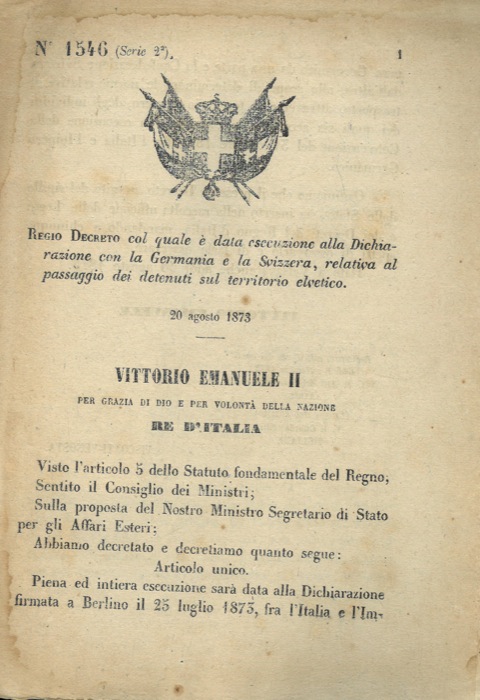 N° 1546 (Serie 2ª).
1
REGIO DECRETO col quale è data esecuzione alla Dichia-
razione con la Germania e la Svizzera, relativa al
passaggio dei detenuti sul territorio elvetico.
20 agosto 1873
VITTORIO EMANUELE II
PER GRAZIA DI DIO E PER VOLONTÀ DELLA NAZIONE
RE D'ITALIA
Visto l'articolo 5 dello Statuto fondamentale del Regno;
Sentito il Consiglio dei Ministri;
Sulla proposta del Nostro Ministro Segretario di Stato
per gli Affari Esteri;
Abbiamo decretato e decretiamo quanto segue:
Articolo unico.
Piena ed intiera esecuzione sarà data alla Dichiarazione
firmata a Berlino il 25 luglio 1873, fra l'Italia e l'Im-